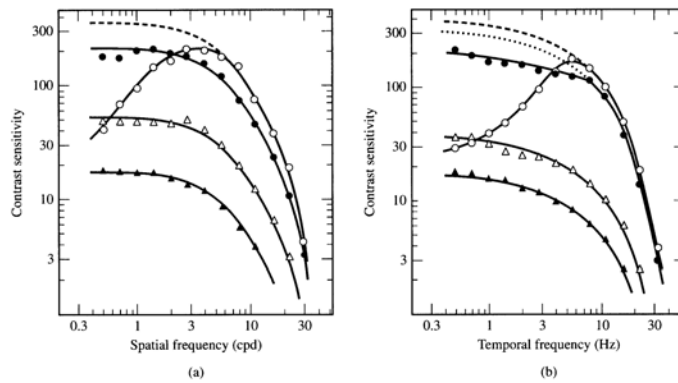 300
100
30
10
3
Contrast sensitivity
0.3 1 3 10 30
Spatial frequency (cpd)
(a)
300
100
30
10
3
Contrast sensitivity
0.3 1 3 10 30
Temporal frequency (Hz)
(b)